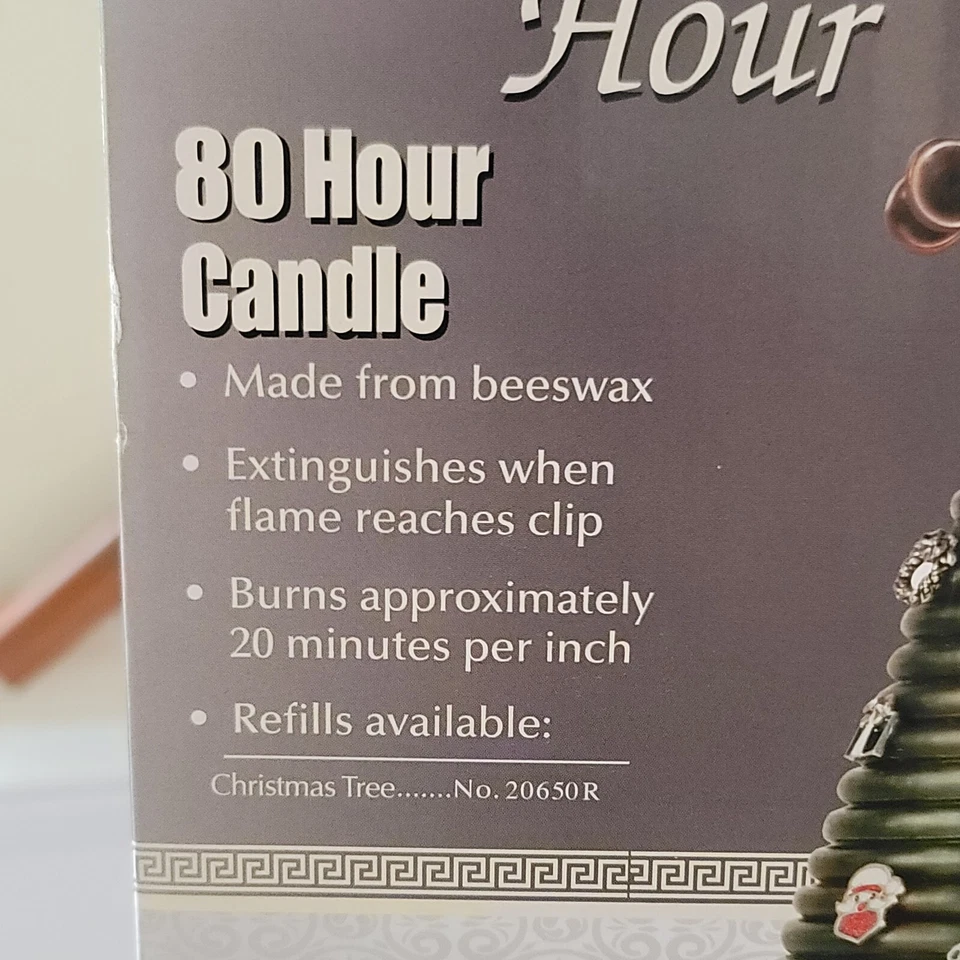 Hour
80 Hour
Candle
• Made from beeswax
• Extinguishes when
flame reaches clip
• Burns approximately
20 minutes per inch
• Refills available:
Christmas Tree.......No. 20650R